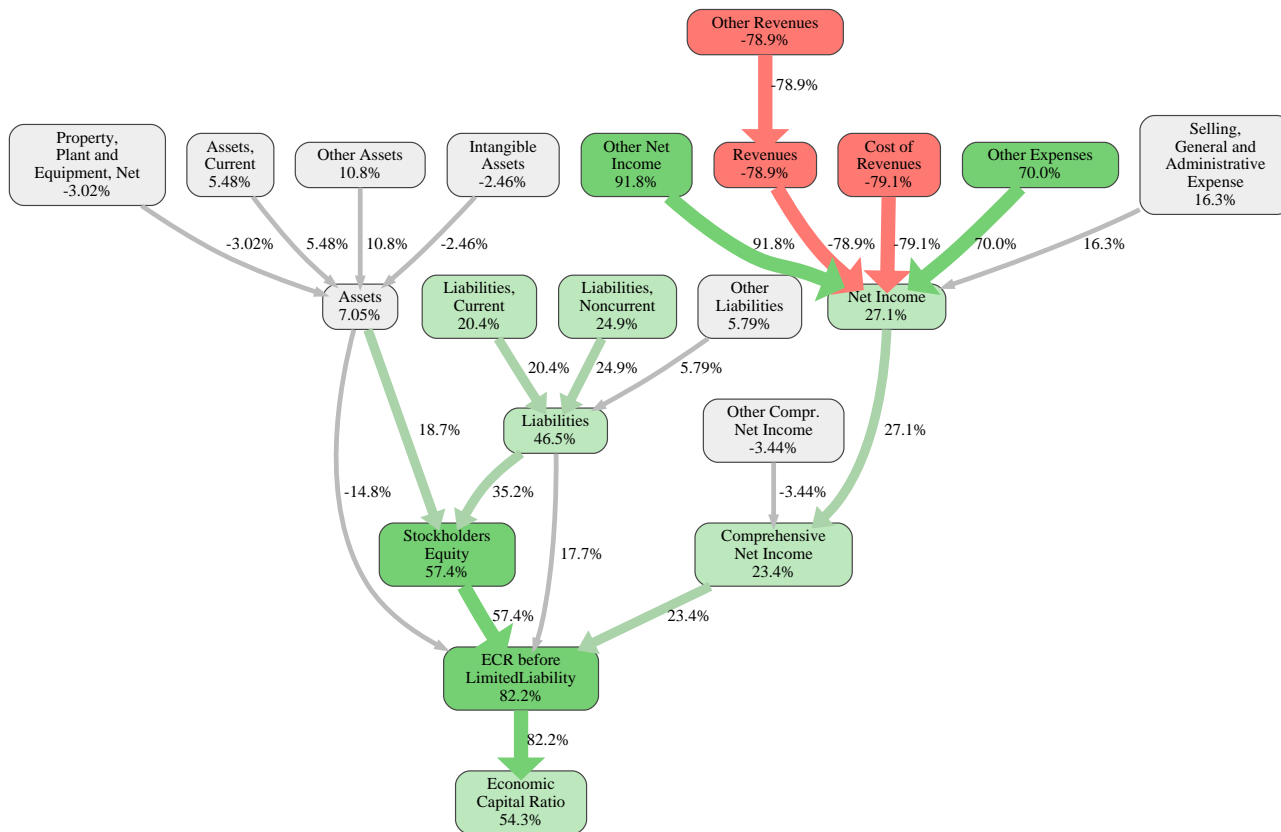 Other Revenues
-78.9%
-78.9%
Property,
Plant and
Equipment, Net
-3.02%
Assets,
Current
5.48%
Other Assets
10.8%
Intangible
Assets
-2.46%
Other Net
Income
91.8%
Revenues
-78.9%
Cost of
Revenues
-79.1%
Other Expenses
70.0%
Selling,
General and
Administrative
Expense
16.3%
-3.02%
5.48%
10.8%
-2.46%
91.8%
-78.9%
-79.1%
70.0%
16.3%
Assets
7.05%
Liabilities,
Current
20.4%
Liabilities,
Noncurrent
24.9%
Other
Liabilities
5.79%
Net Income
27.1%
20.4%
24.9%
5.79%
18.7%
Liabilities
46.5%
Other Compr.
Net Income
-3.44%
27.1%
-14.8%
35.2%
-3.44%
Stockholders
Equity
57.4%
17.7%
Comprehensive
Net Income
23.4%
57.4%
23.4%
ECR before
LimitedLiability
82.2%
82.2%
Economic
Capital Ratio
54.3%